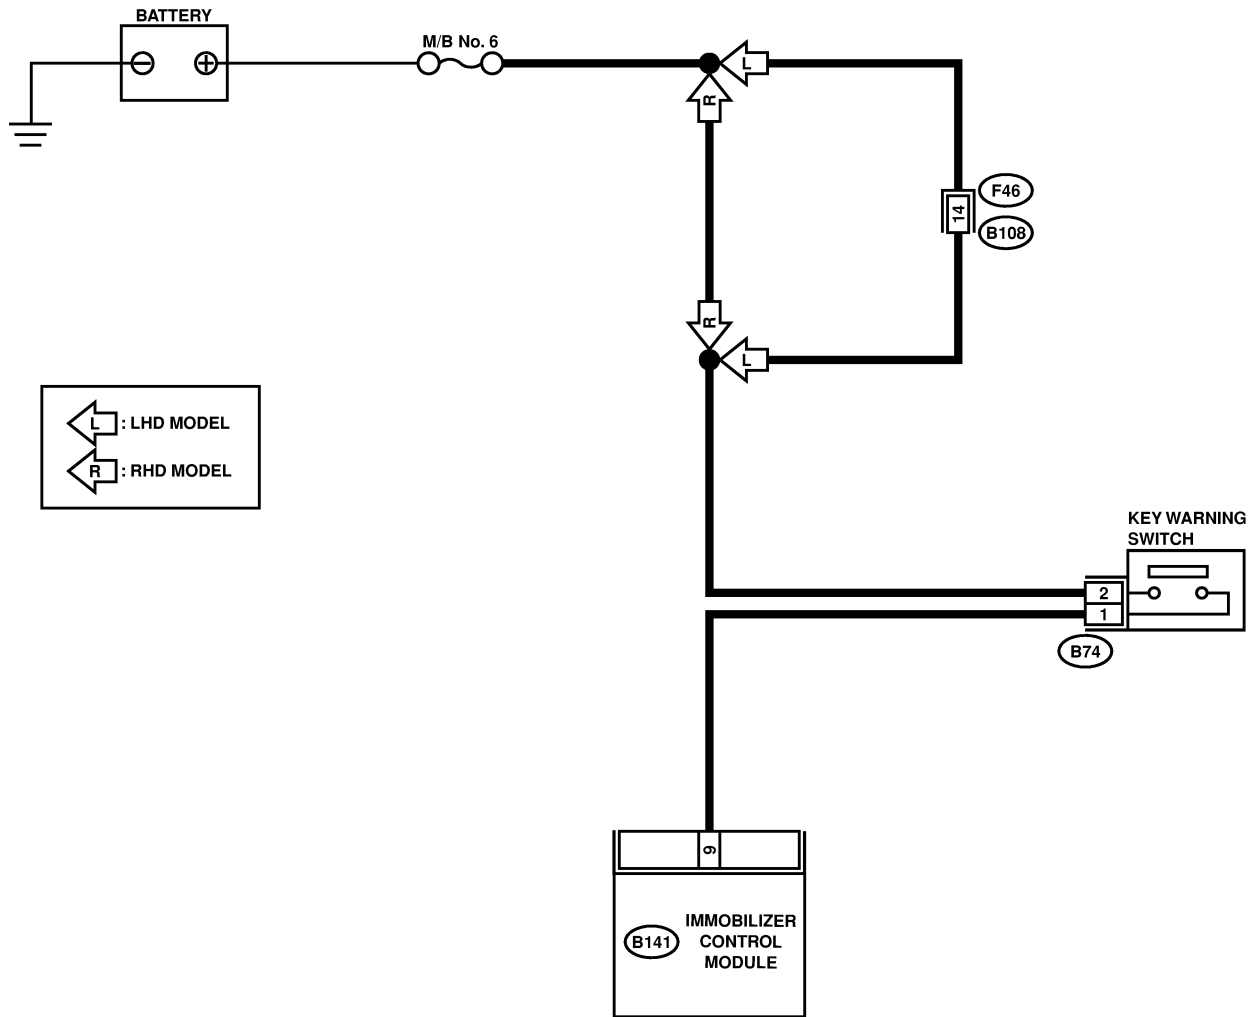 BATTERY
M/B No. 6
L
R
F46
14
B108
R
L
L : LHD MODEL
R : RHD MODEL
KEY WARNING
SWITCH
2
1
B74
9
B141
IMMOBILIZER
CONTROL
MODULE